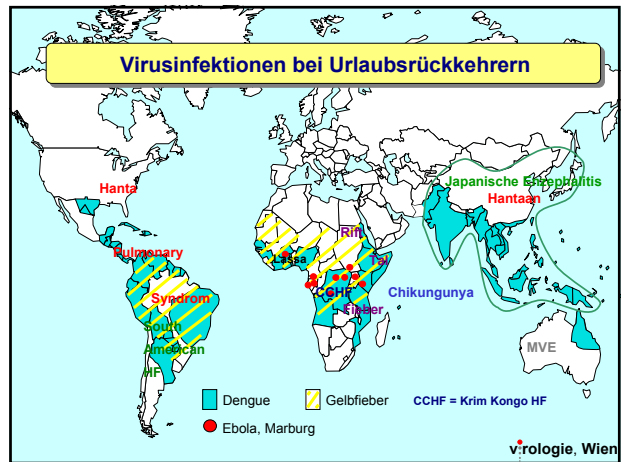 Virusinfektionen bei Urlaubsrückkehrern
Hanta
Pulmonary
Syndrom
South
American
HF
Lassa
Rift
Tal
Fieber
CCHF
Chikungunya
Japanische Enzephalitis
Hantaan
MVE
Dengue
Gelbfieber
CCHF = Krim Kongo HF
Ebola, Marburg
virologie, Wien